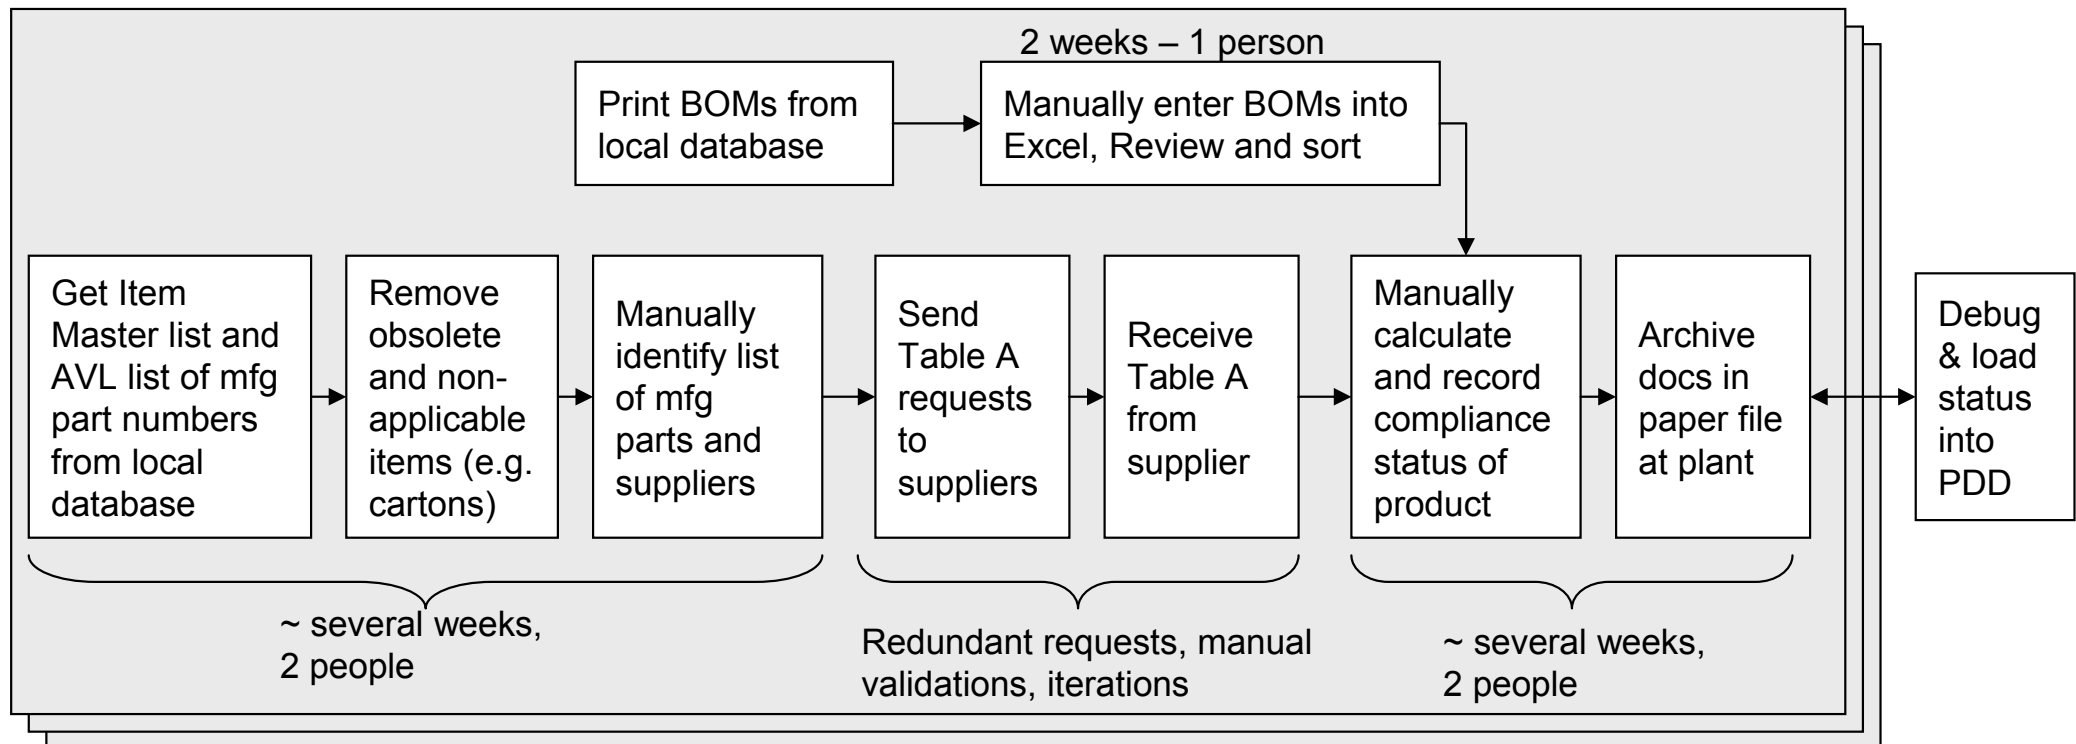 2 weeks – 1 person
Print BOMs from
local database
Manually enter BOMs into
Excel, Review and sort
Get Item
Master list and
AVL list of mfg
part numbers
from local
database
Remove
obsolete
and non-
applicable
items (e.g.
cartons)
Manually
identify list
of mfg
parts and
suppliers
Send
Table A
requests
to
suppliers
Receive
Table A
from
supplier
Manually
calculate
and record
compliance
status of
product
Archive
docs in
paper file
at plant
Debug
& load
status
into
PDD
~ several weeks,
2 people
Redundant requests, manual
validations, iterations
~ several weeks,
2 people